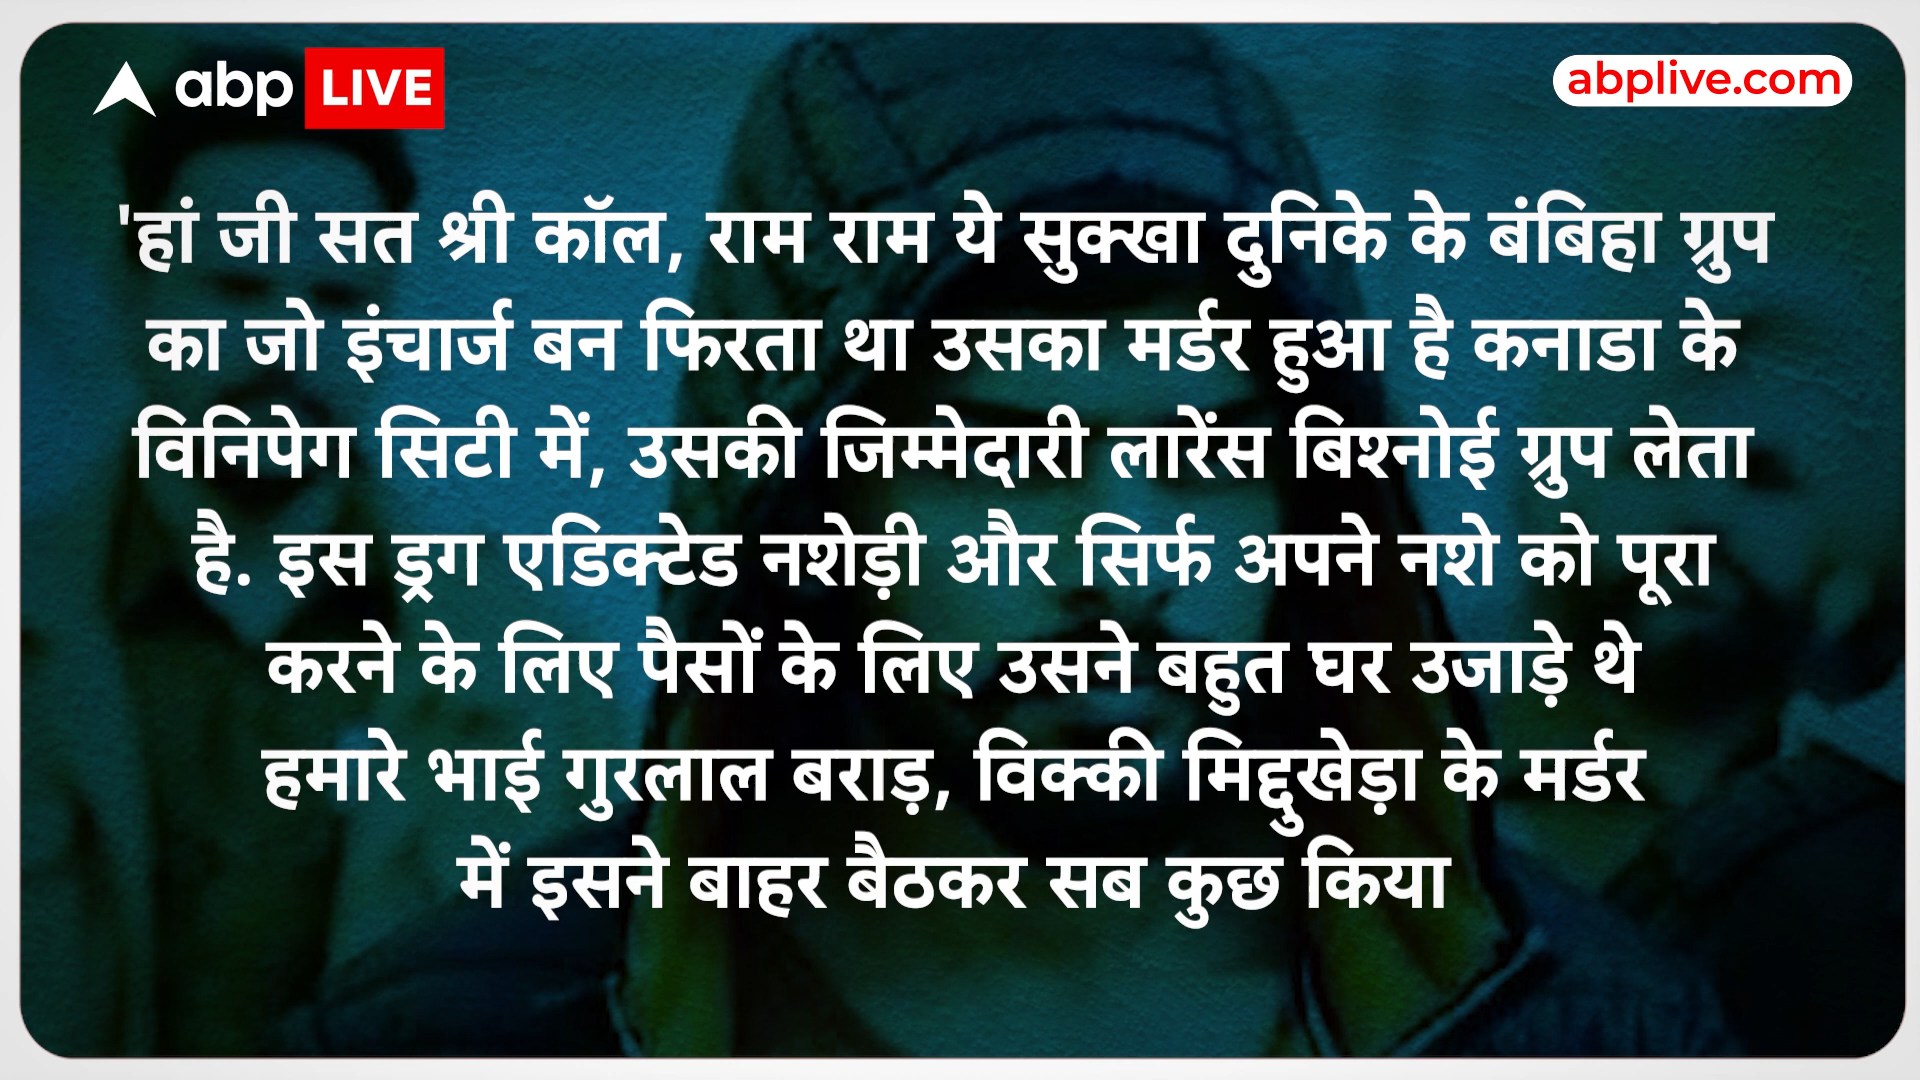 abp LIVE
abplive.com
'हां जी सत श्री कॉल, राम राम ये सुक्खा दुनिके के बंबिहा ग्रुप
का जो इंचार्ज बन फिरता था उसका मर्डर हुआ है कनाडा के
विनिपेग सिटी में, उसकी जिम्मेदारी लारेंस बिश्नोई ग्रुप लेता
है. इस ड्रग एडिक्टेड नशेड़ी और सिर्फ अपने नशे को पूरा
करने के लिए पैसों के लिए उसने बहुत घर उजाड़े थे
हमारे भाई गुरलाल बराड़, विक्की मिद्दुखेड़ा के मर्डर
में इसने बाहर बैठकर सब कुछ किया